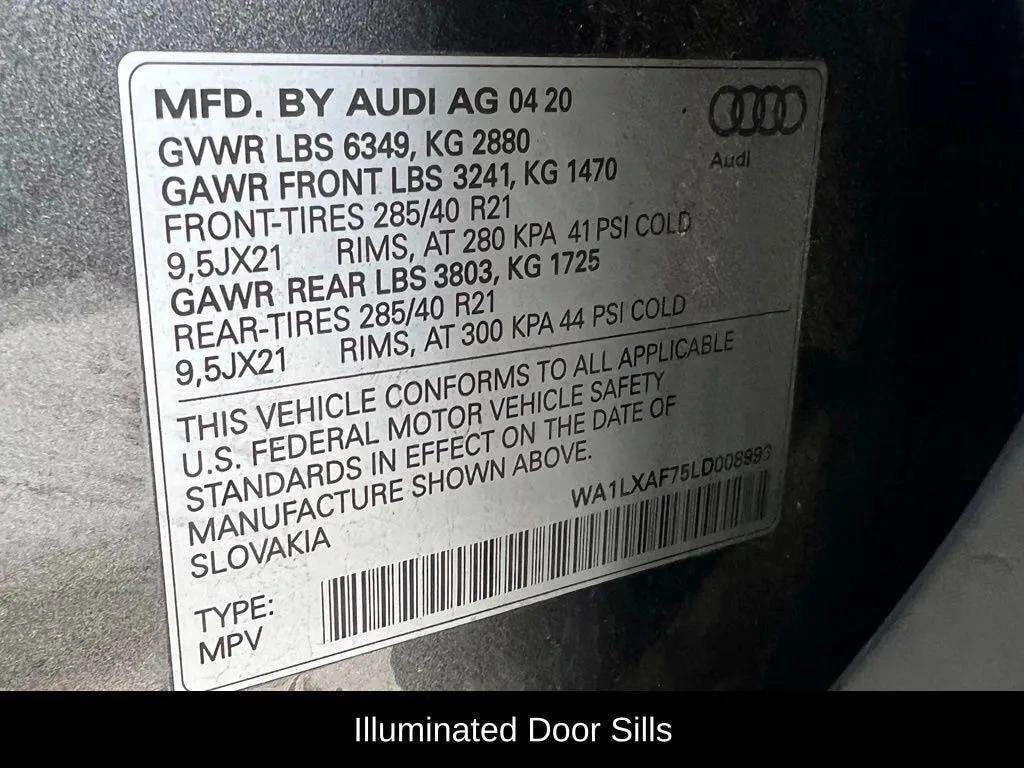 MFD. BY AUDI AG 04 20
Audi
GVWR LBS 6349, KG 2880
GAWR FRONT LBS 3241, KG 1470
FRONT-TIRES 285/40 R21
9,5JX21 RIMS, AT 280 KPA 41 PSI COLD
GAWR REAR LBS 3803, KG 1725
REAR-TIRES 285/40 R21
9,5JX21 RIMS, AT 300 KPA 44 PSI COLD
THIS VEHICLE CONFORMS TO ALL APPLICABLE
U.S. FEDERAL MOTOR VEHICLE SAFETY
STANDARDS IN EFFECT ON THE DATE OF
MANUFACTURE SHOWN ABOVE.
SLOVAKIA
TYPE:
MPV
Illuminated Door Sills